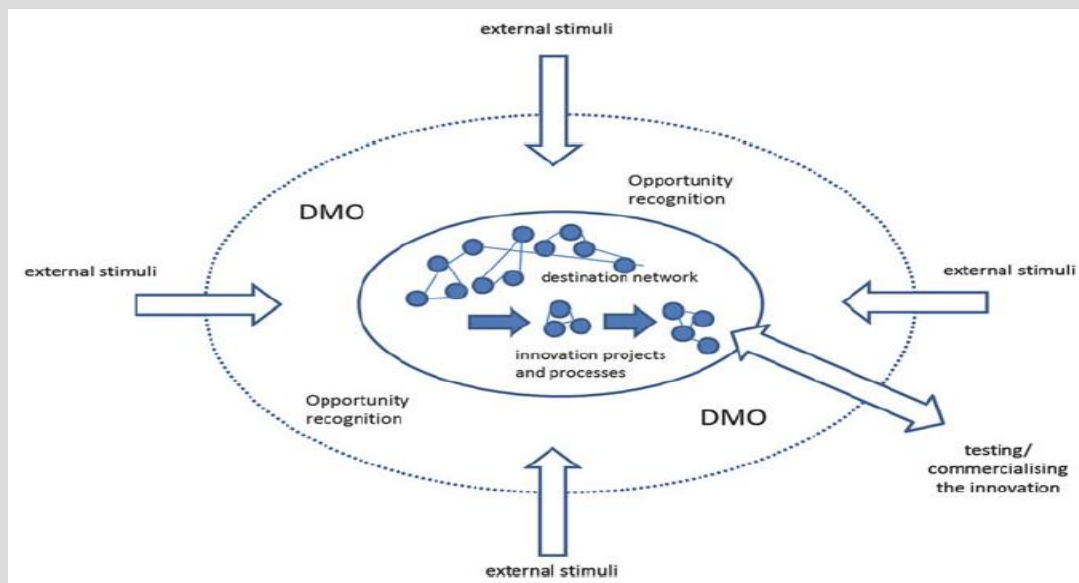 external stimuli
Opportunity
recognition
DMO
external stimuli
external stimuli
destination network
innovation projects
and processes
Opportunity
recognition
DMO
testing/
commercialising
the innovation
external stimuli